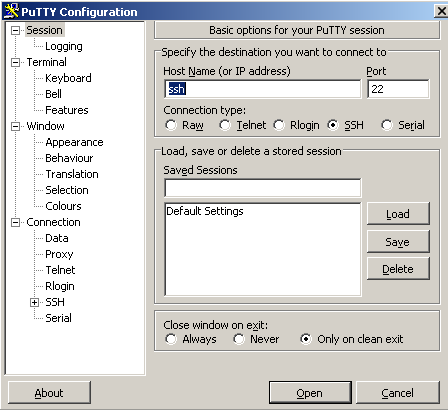 PuTTY Configuration
Session
Logging
Terminal
Keyboard
Bell
Features
Window
Appearance
Behaviour
Translation
Selection
Colours
Connection
Data
Proxy
Telnet
Rlogin
SSH
Serial
Basic options for your PuTTY session
Specify the destination you want to connect to
Host Name (or IP address) Port
ssh 22
Connection type:
Raw Telnet Rlogin SSH Serial
Load, save or delete a stored session
Saved Sessions
Default Settings
Load
Save
Delete
Close window on exit:
Always Never Only on clean exit
About Open Cancel